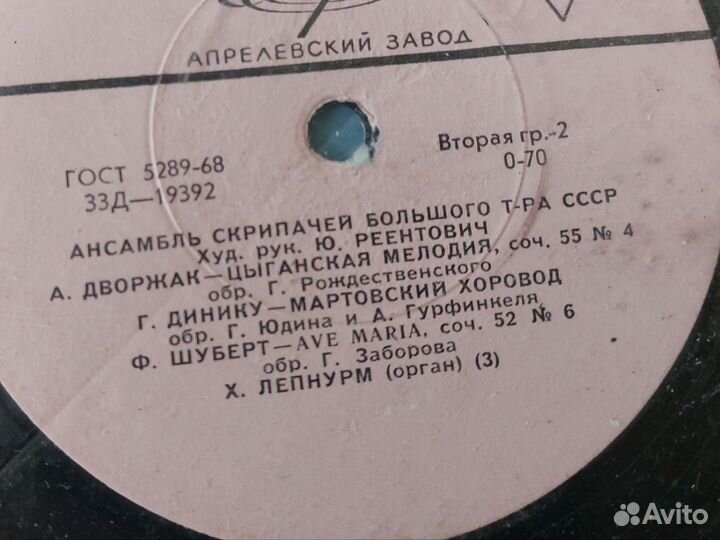 АПРЕЛЕВСКИЙ ЗАВОД
ГОСТ 5289-68
33Д—19392
Вторая гр.-2
0-70
АНСАМБЛЬ СКРИПАЧЕЙ БОЛЬШОГО Т-РА СССР
Худ. рук. Ю. РЕЕНТОВИЧ
А. ДВОРЖАК—ЦЫГАНСКАЯ МЕЛОДИЯ, соч. 55 № 4
обр. Г. Рождественского
Г. ДИНИКУ—МАРТОВСКИЙ ХОРОВОД
обр. Г. Юдина и А. Гурфинкеля
Ф. ШУБЕРТ—AVE MARIA, соч. 52 № 6
обр. Г. Заборова
Х. ЛЕПНУРМ (орган) (3)
Avito